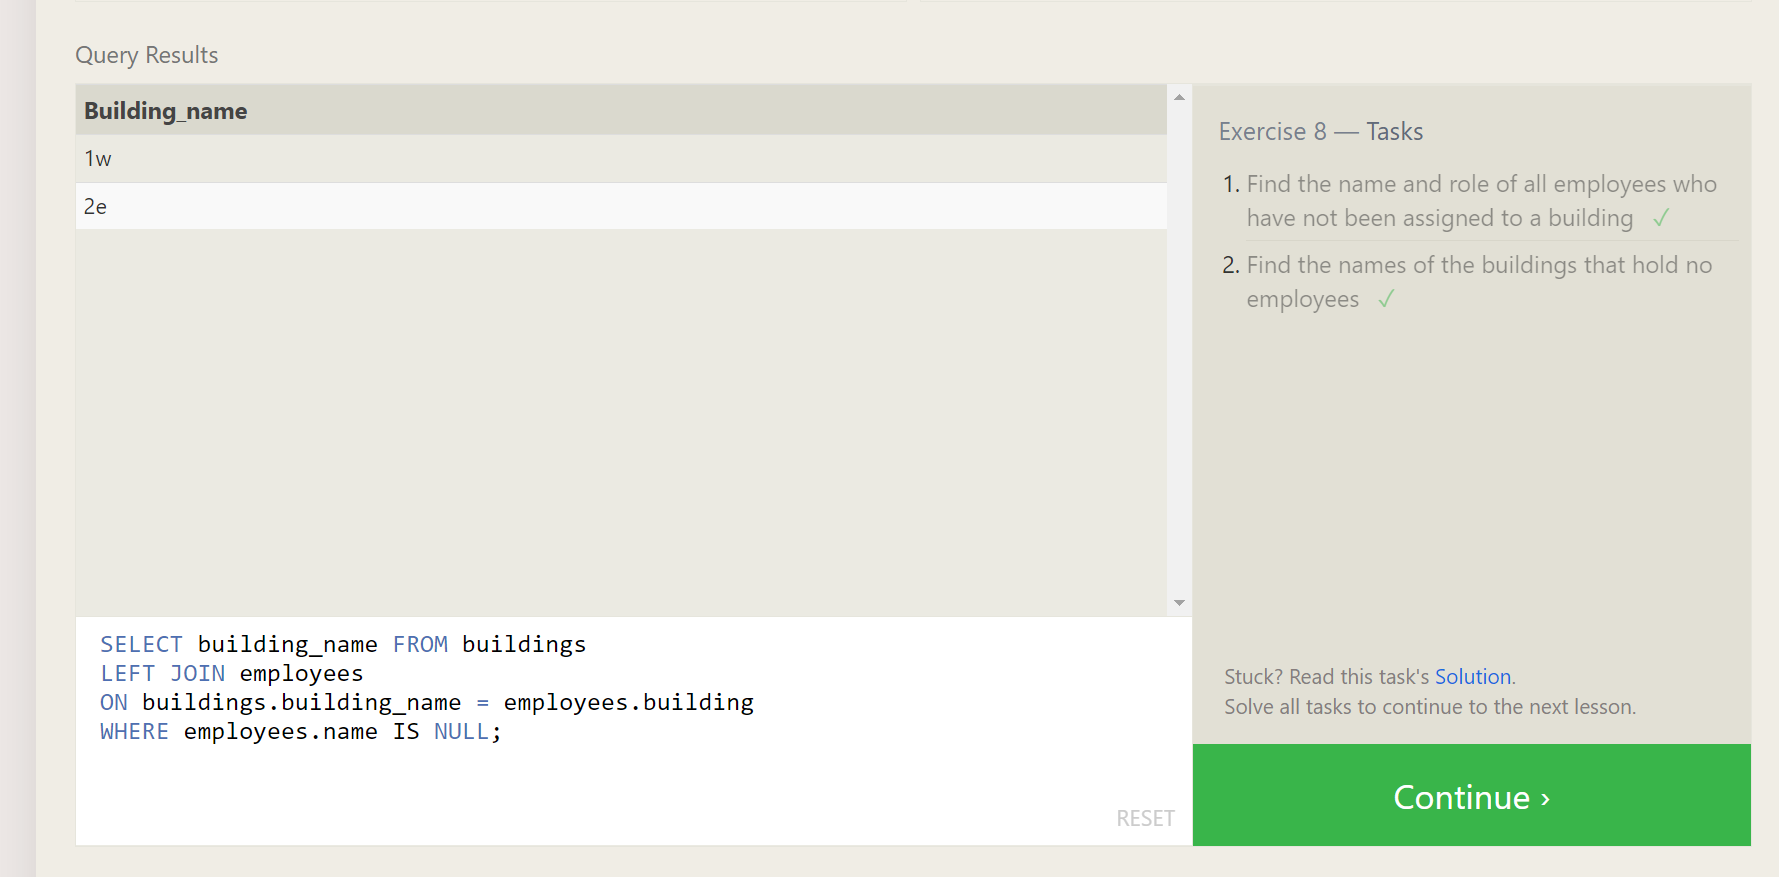 Query Results
Building_name
1w
2e
SELECT building_name FROM buildings
LEFT JOIN employees
ON buildings.building_name = employees.building
WHERE employees.name IS NULL;
RESET
Exercise 8 — Tasks
1. Find the name and role of all employees who
have not been assigned to a building ✓
2. Find the names of the buildings that hold no
employees ✓
Stuck? Read this task's Solution.
Solve all tasks to continue to the next lesson.
Continue ›